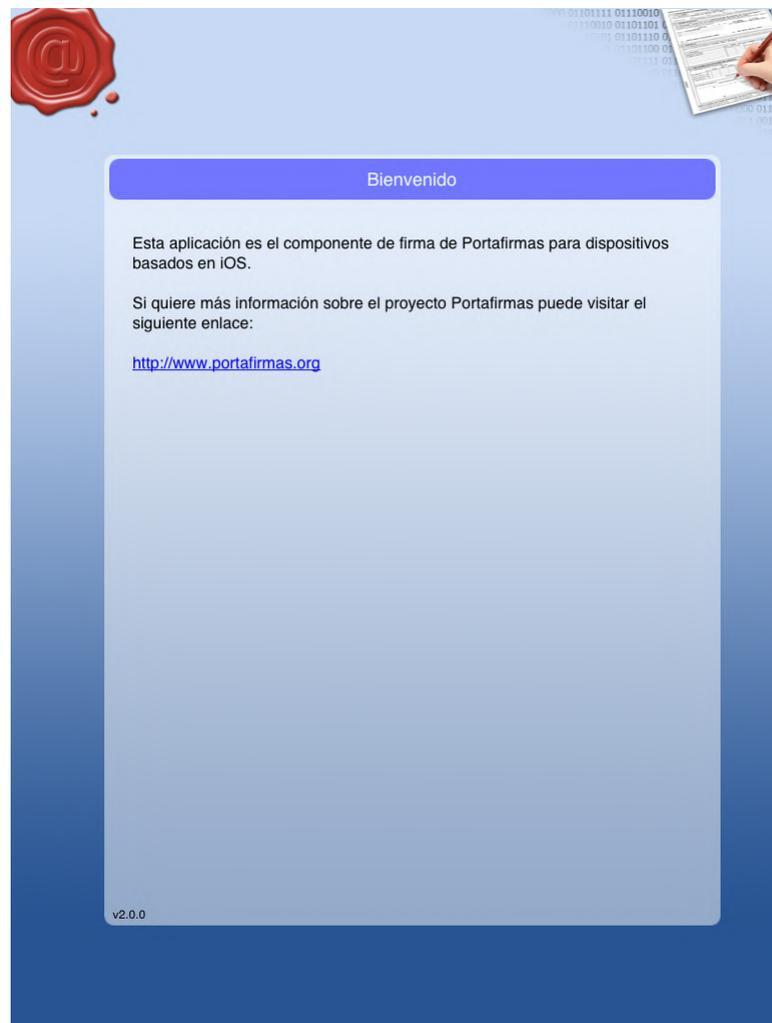 Bienvenido
Esta aplicación es el componente de firma de Portafirmas para dispositivos
basados en iOS.
Si quiere más información sobre el proyecto Portafirmas puede visitar el
siguiente enlace:
http://www.portafirmas.org
v2.0.0